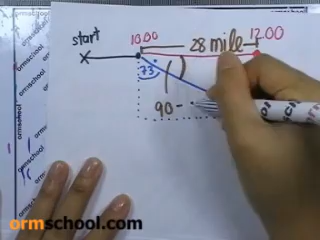 start
10.00
28 mile
12.00
73
( )
90 -
ormschool.com